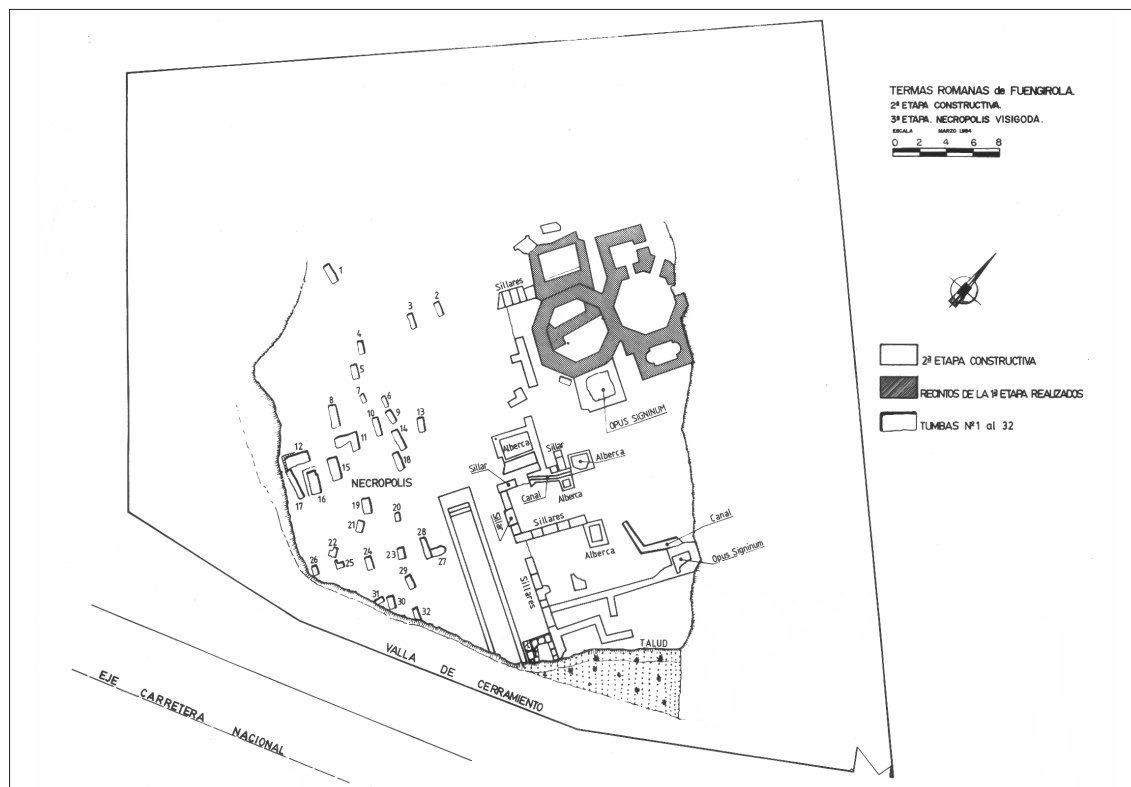 TERMAS ROMANAS de FUENGIROLA.
2ª ETAPA CONSTRUCTIVA.
3ª ETAPA. NECROPOLIS VISIGODA.
ESCALA MARZO 1.984
0 2 4 6 8
2ª ETAPA CONSTRUCTIVA
RECINTOS DE LA 1ª ETAPA REALIZADOS
TUMBAS Nº 1 al 32
1
2
3
4
5
6
7
8
9
10
11
12
13
14
15
16
17
18
19
20
21
22
23
24
25
26
27
28
29
30
31
32
NECROPOLIS
Sillares
OPUS SIGNINUM
Alberca
Sillar
Alberca
Sillar
Canal
Alberca
Sillar
Sillares
Alberca
Canal
Opus Signinum
Sillares
TALUD
VALLA DE CERRAMIENTO
EJE CARRETERA NACIONAL